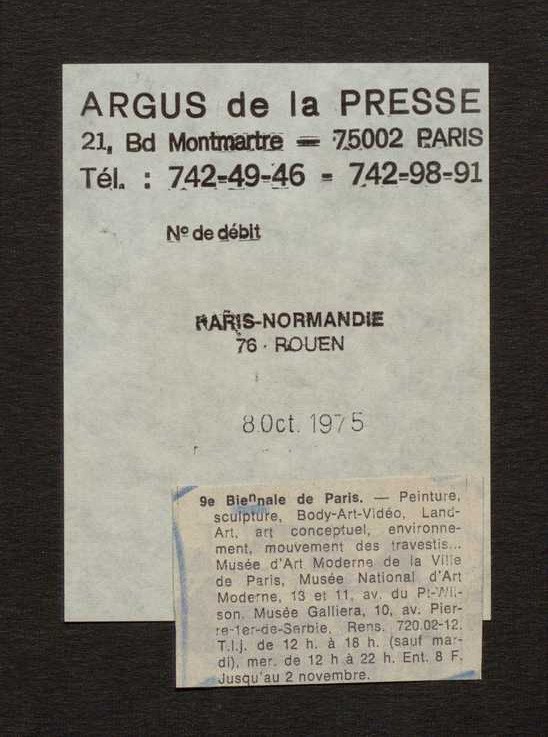 ARGUS de la PRESSE
21, Bd Montmartre — 75002 PARIS
Tél. : 742-49-46 - 742-98-91
Nº de débit
PARIS-NORMANDIE
76 · ROUEN
8 Oct. 1975
9e Biennale de Paris. — Peinture,
sculpture, Body-Art-Vidéo, Land-
Art, art conceptuel, environne-
ment, mouvement des travestis...
Musée d'Art Moderne de la Ville
de Paris, Musée National d'Art
Moderne, 13 et 11, av. du Pt-Wil-
son. Musée Galliera, 10, av. Pier-
re-1er-de-Serbie, Rens. 720.02-12.
T.l.j. de 12 h. à 18 h. (sauf mar-
di), mer. de 12 h à 22 h. Ent. 8 F.
Jusqu'au 2 novembre.